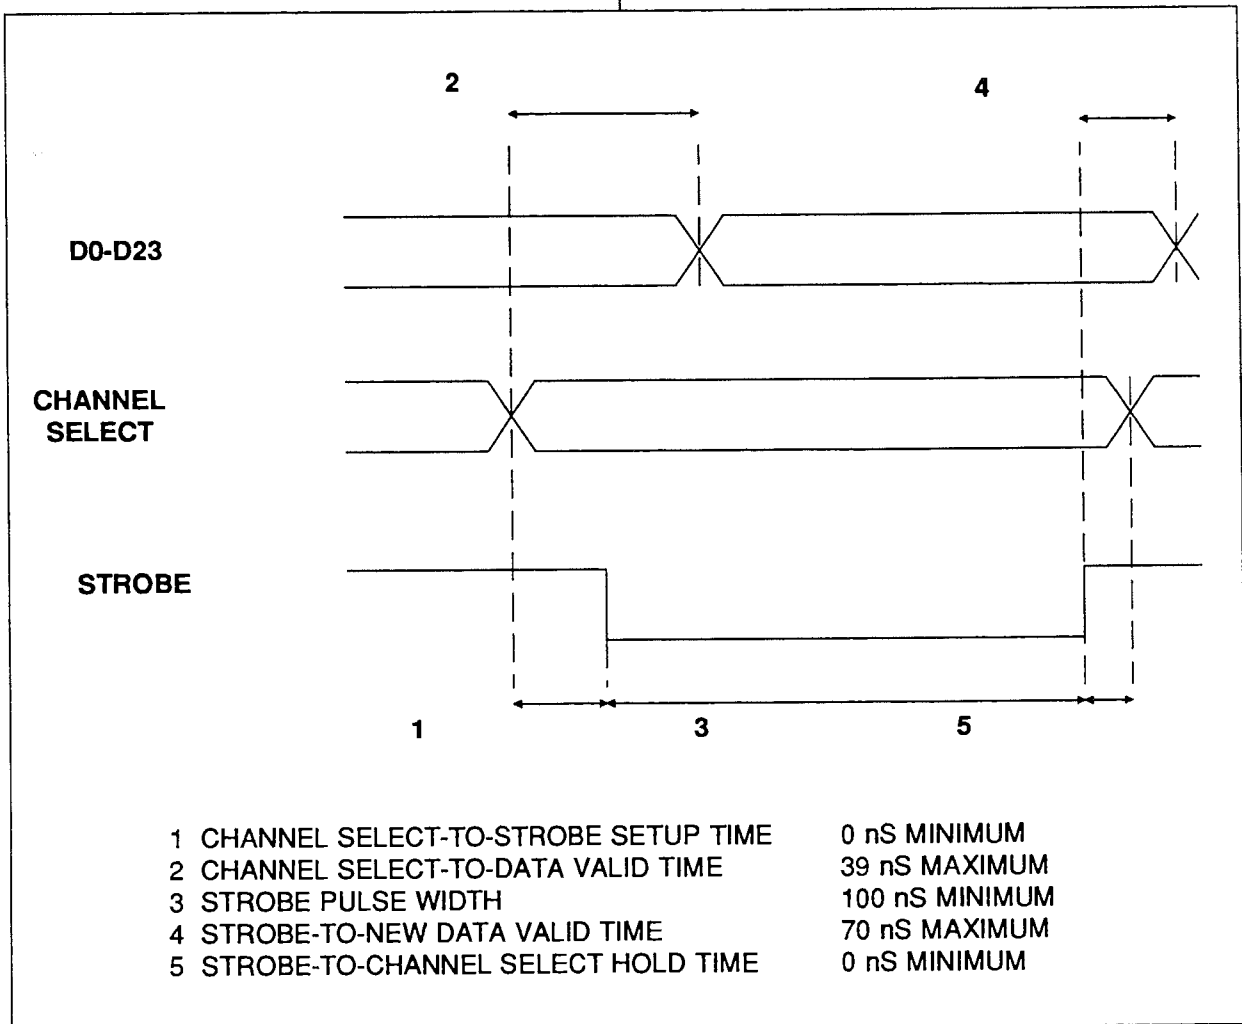 2
4
D0-D23
CHANNEL
SELECT
STROBE
1
3
5
1 CHANNEL SELECT-TO-STROBE SETUP TIME 0 nS MINIMUM
2 CHANNEL SELECT-TO-DATA VALID TIME 39 nS MAXIMUM
3 STROBE PULSE WIDTH 100 nS MINIMUM
4 STROBE-TO-NEW DATA VALID TIME 70 nS MAXIMUM
5 STROBE-TO-CHANNEL SELECT HOLD TIME 0 nS MINIMUM